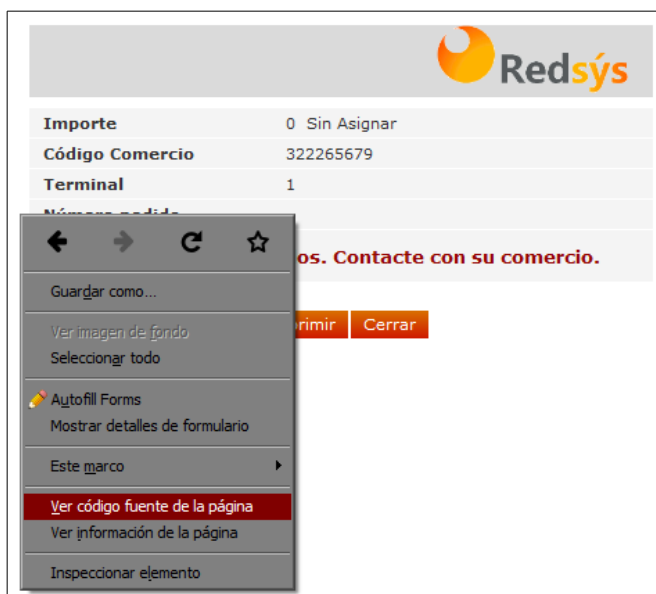 Redsýs
Importe 0 Sin Asignar
Código Comercio 322265679
Terminal 1
Número pedido
os. Contacte con su comercio.
Guardar como...
rimir Cerrar
Ver imagen de fondo
Seleccionar todo
Autofill Forms
Mostrar detalles de formulario
Este marco
Ver código fuente de la página
Ver información de la página
Inspeccionar elemento